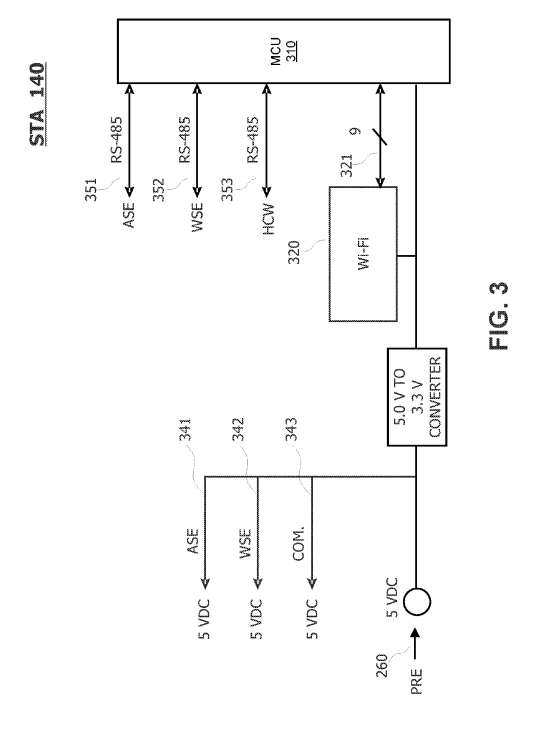 STA 140
MCU
310
RS-485
351
ASE
RS-485
352
WSE
RS-485
353
HCW
9
321
320
Wi-Fi
5.0 V TO
3.3 V
CONVERTER
341
ASE
5 VDC
342
WSE
5 VDC
343
COM.
5 VDC
5 VDC
260
PRE
FIG. 3